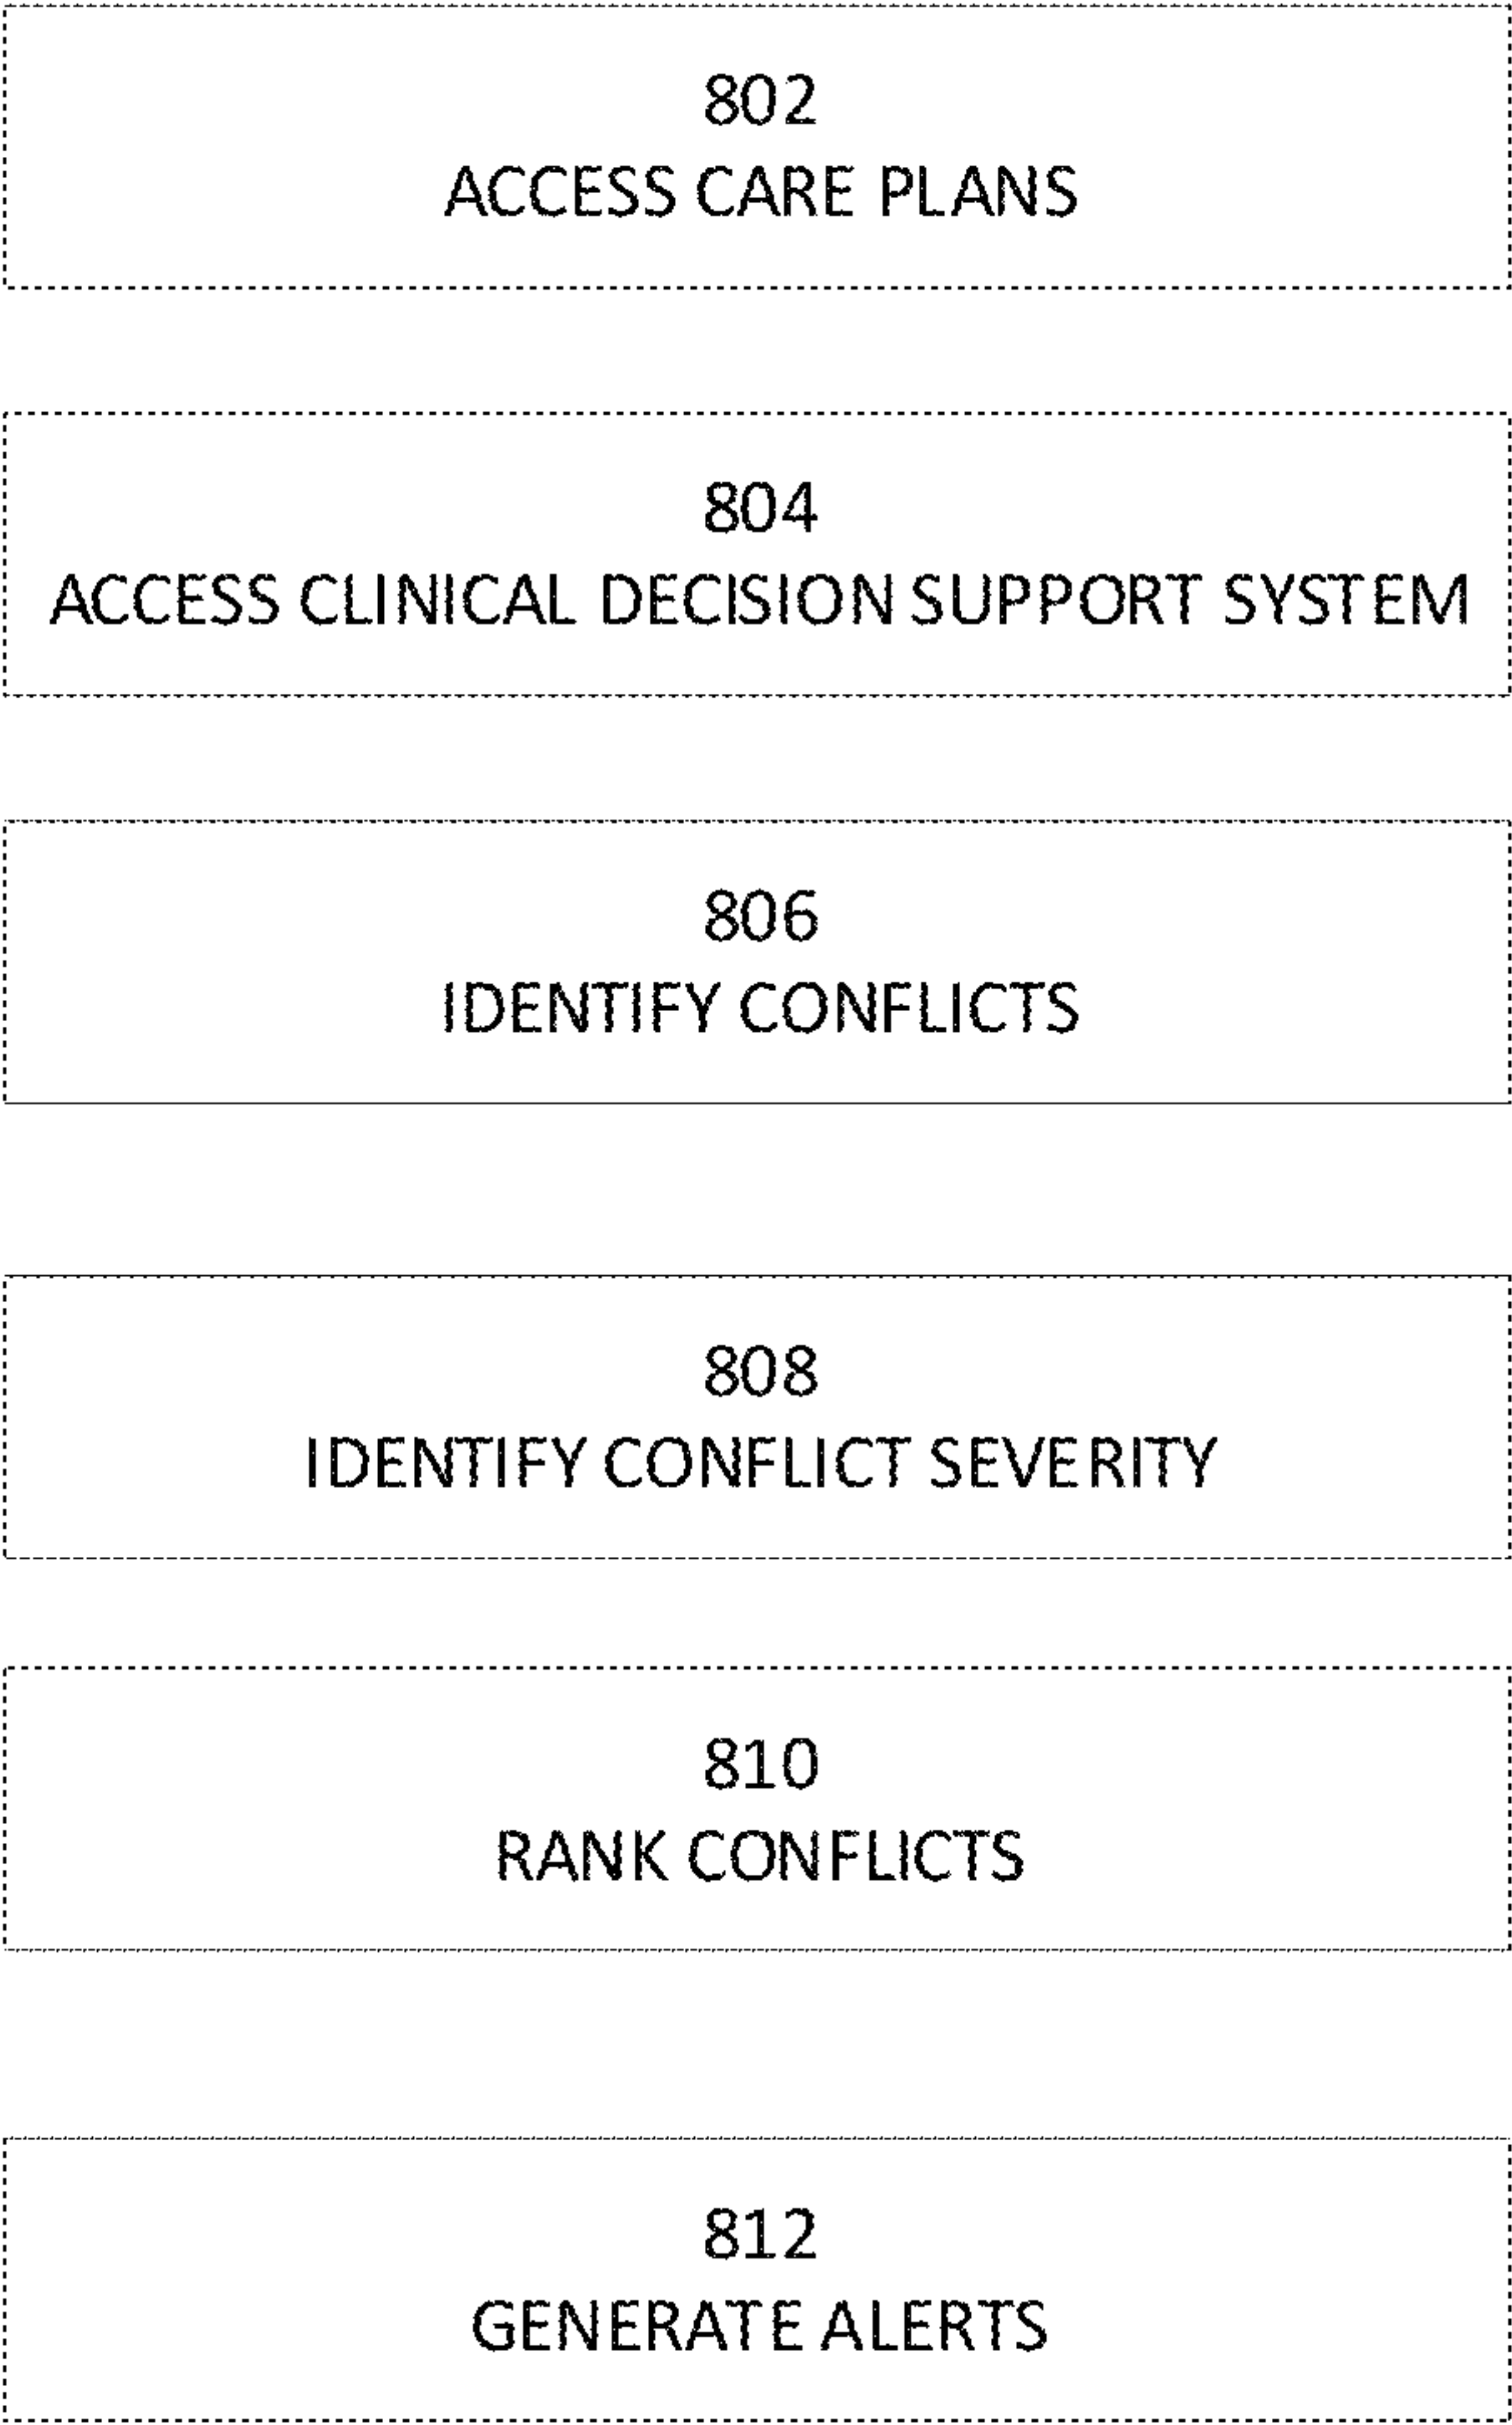 802
ACCESS CARE PLANS
804
ACCESS CLINICAL DECISION SUPPORT SYSTEM
806
IDENTIFY CONFLICTS
808
IDENTIFY CONFLICT SEVERITY
810
RANK CONFLICTS
812
GENERATE ALERTS